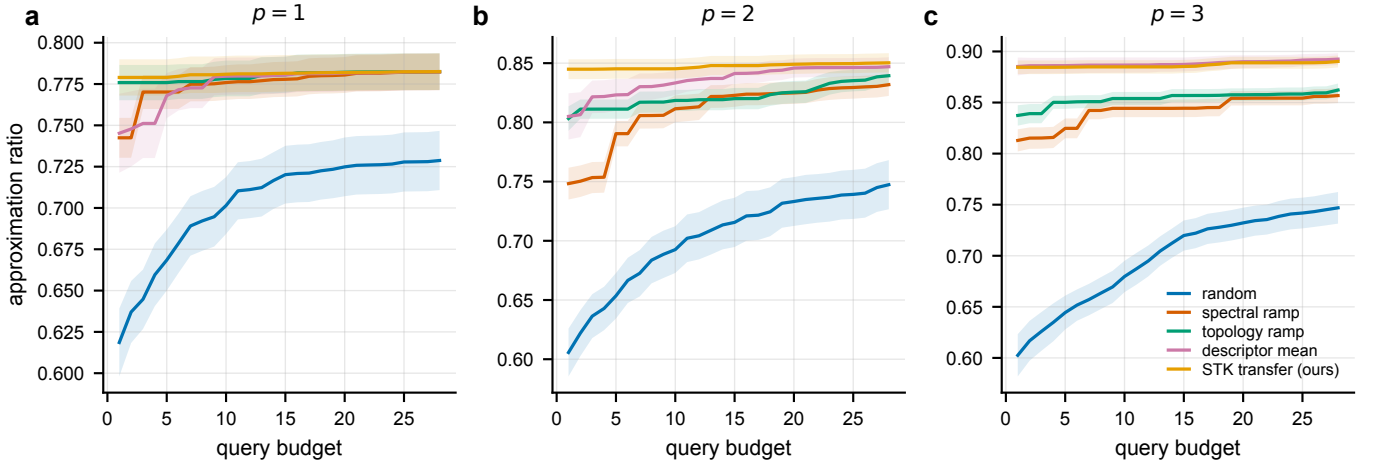 a
p = 1
b
p = 2
c
p = 3
approximation ratio
0.800
0.775
0.750
0.725
0.700
0.675
0.650
0.625
0.600
0 5 10 15 20 25
query budget
0.85
0.80
0.75
0.70
0.65
0.60
0 5 10 15 20 25
query budget
0.90
0.85
0.80
0.75
0.70
0.65
0.60
random
spectral ramp
topology ramp
descriptor mean
STK transfer (ours)
0 5 10 15 20 25
query budget